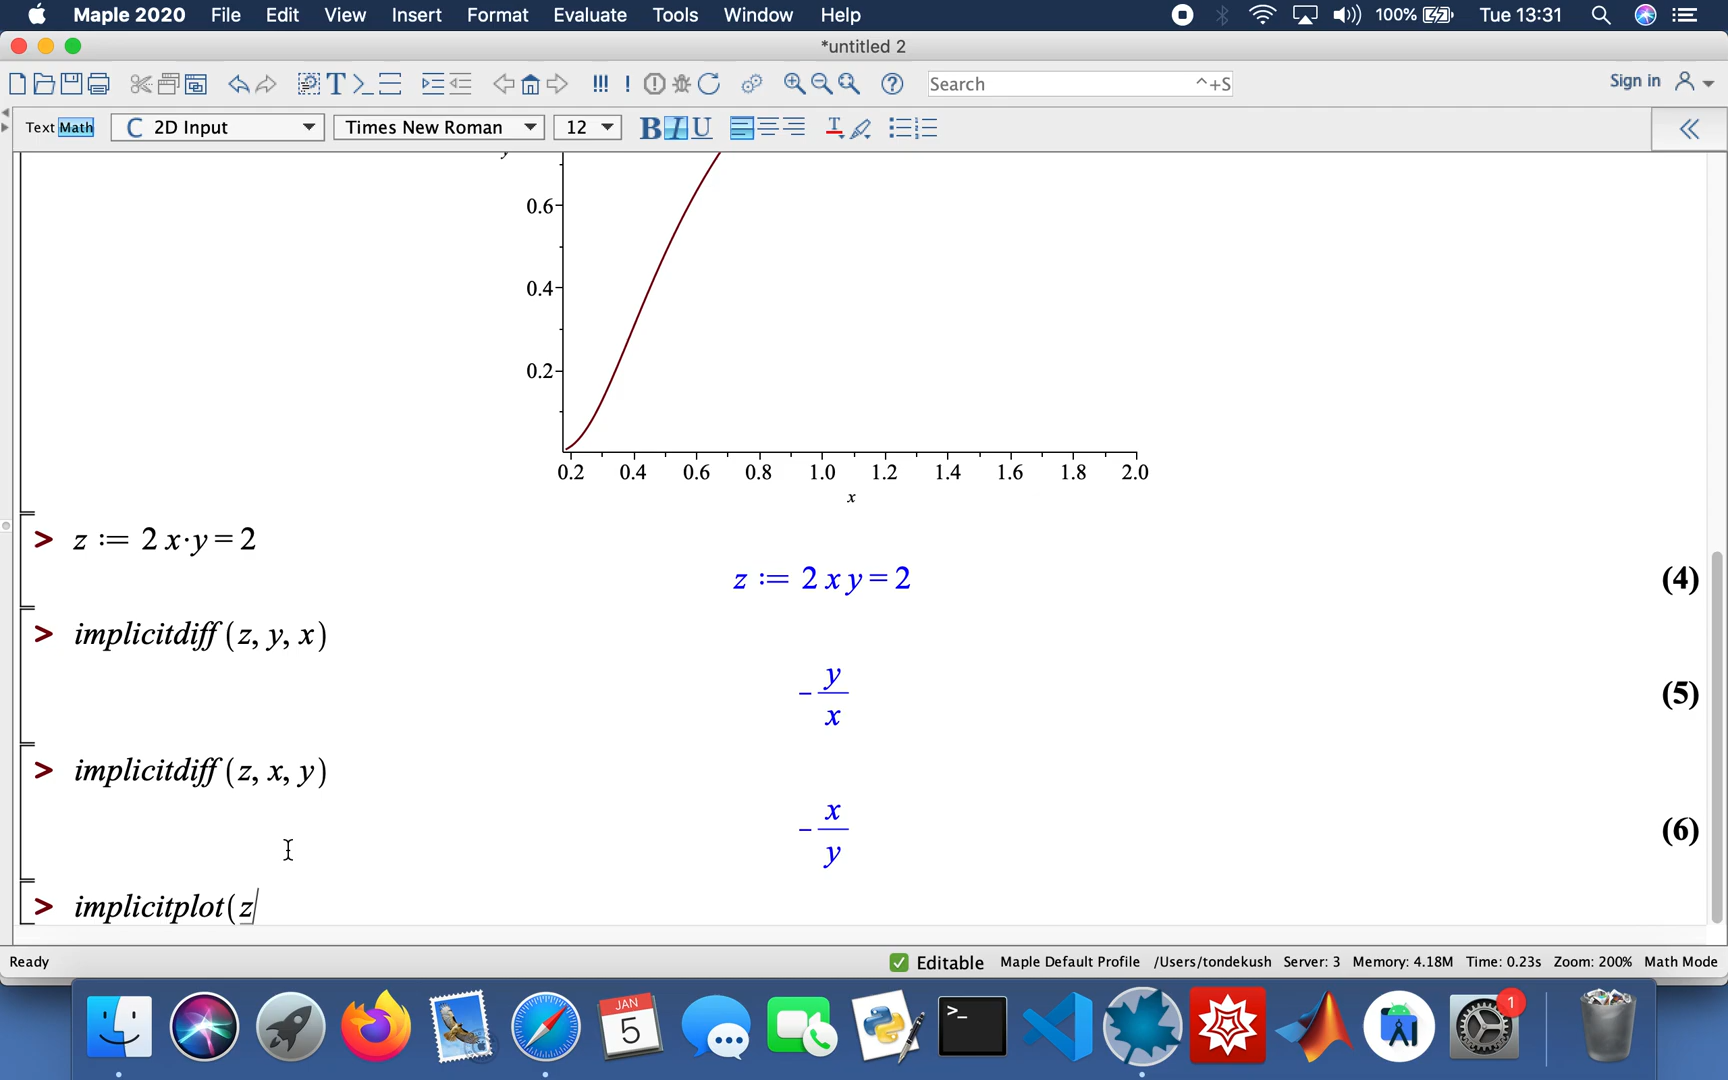 Maple 2020 File Edit View Insert Format Evaluate Tools Window Help 100% Tue 13:31
*untitled 2
Search ^+S Sign in
Text Math C 2D Input Times New Roman 12 B I U
y
0.6
0.4
0.2
0.2 0.4 0.6 0.8 1.0 1.2 1.4 1.6 1.8 2.0
x
> z := 2 x·y = 2
z := 2 x y = 2 (4)
> implicitdiff (z, y, x)
- y/x (5)
> implicitdiff (z, x, y)
- x/y (6)
> implicitplot(z
Ready Editable Maple Default Profile /Users/tondekush Server: 3 Memory: 4.18M Time: 0.23s Zoom: 200% Math Mode
JAN
5
>_
1